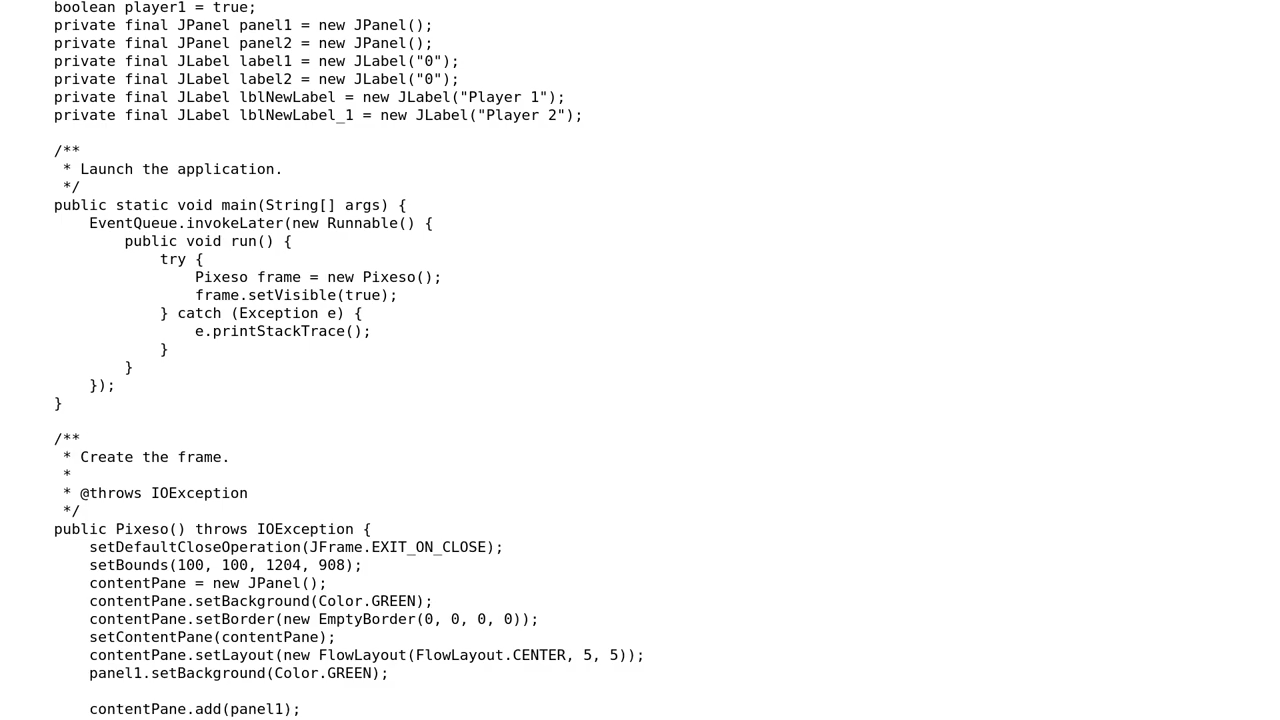 boolean player1 = true;
private final JPanel panel1 = new JPanel();
private final JPanel panel2 = new JPanel();
private final JLabel label1 = new JLabel("0");
private final JLabel label2 = new JLabel("0");
private final JLabel lblNewLabel = new JLabel("Player 1");
private final JLabel lblNewLabel_1 = new JLabel("Player 2");

/**
 * Launch the application.
 */
public static void main(String[] args) {
    EventQueue.invokeLater(new Runnable() {
        public void run() {
            try {
                Pixeso frame = new Pixeso();
                frame.setVisible(true);
            } catch (Exception e) {
                e.printStackTrace();
            }
        }
    });
}

/**
 * Create the frame.
 *
 * @throws IOException
 */
public Pixeso() throws IOException {
    setDefaultCloseOperation(JFrame.EXIT_ON_CLOSE);
    setBounds(100, 100, 1204, 908);
    contentPane = new JPanel();
    contentPane.setBackground(Color.GREEN);
    contentPane.setBorder(new EmptyBorder(0, 0, 0, 0));
    setContentPane(contentPane);
    contentPane.setLayout(new FlowLayout(FlowLayout.CENTER, 5, 5));
    panel1.setBackground(Color.GREEN);

    contentPane.add(panel1);